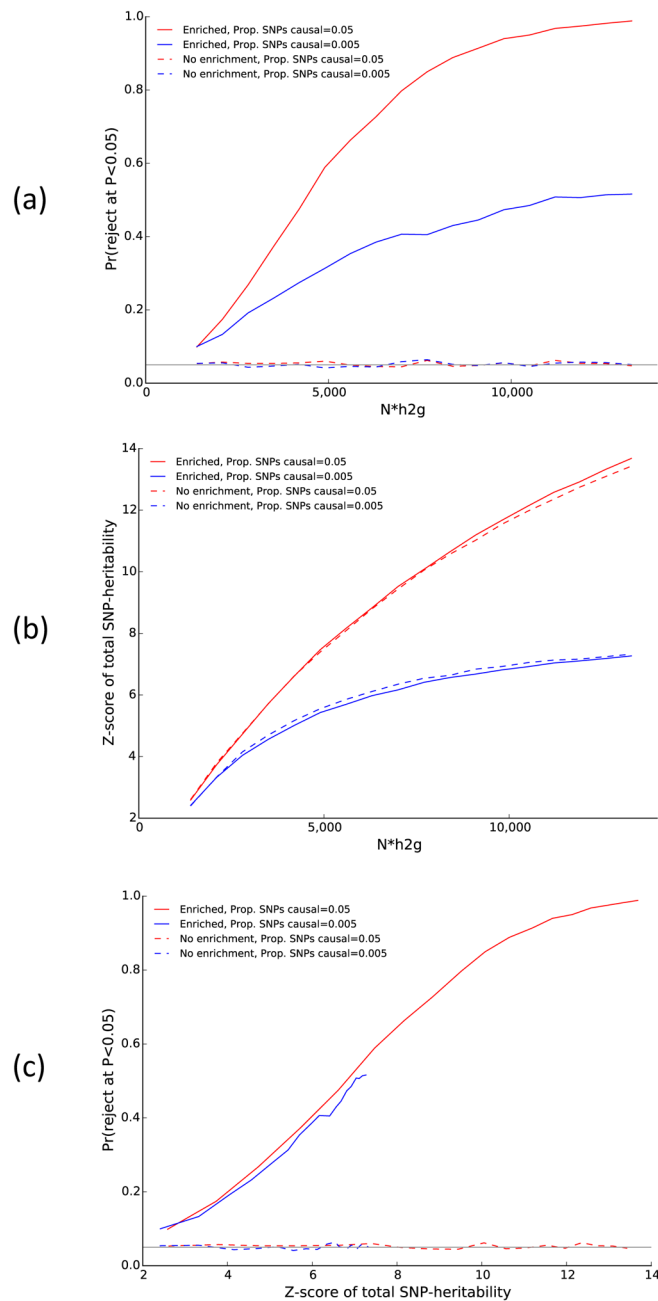 (a)
Pr(reject at P<0.05)
1.0
0.8
0.6
0.4
0.2
0.0
Enriched, Prop. SNPs causal=0.05
Enriched, Prop. SNPs causal=0.005
No enrichment, Prop. SNPs causal=0.05
No enrichment, Prop. SNPs causal=0.005
0
5,000
10,000
N*h2g
(b)
Z-score of total SNP-heritability
14
12
10
8
6
4
2
Enriched, Prop. SNPs causal=0.05
Enriched, Prop. SNPs causal=0.005
No enrichment, Prop. SNPs causal=0.05
No enrichment, Prop. SNPs causal=0.005
0
5,000
10,000
N*h2g
(c)
Pr(reject at P<0.05)
1.0
0.8
0.6
0.4
0.2
0.0
Enriched, Prop. SNPs causal=0.05
Enriched, Prop. SNPs causal=0.005
No enrichment, Prop. SNPs causal=0.05
No enrichment, Prop. SNPs causal=0.005
2
4
6
8
10
12
14
Z-score of total SNP-heritability